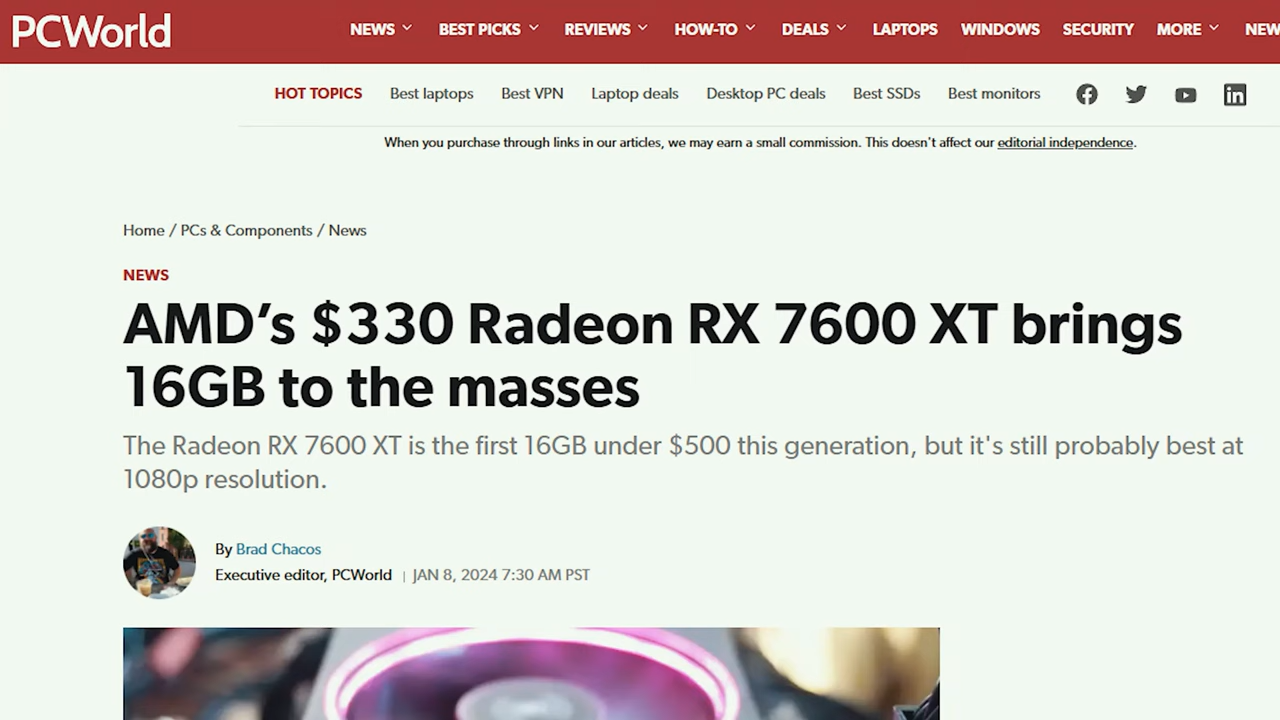 PCWorld
NEWS BEST PICKS REVIEWS HOW-TO DEALS LAPTOPS WINDOWS SECURITY MORE NEW
HOT TOPICS Best laptops Best VPN Laptop deals Desktop PC deals Best SSDs Best monitors
When you purchase through links in our articles, we may earn a small commission. This doesn't affect our editorial independence.
Home / PCs & Components / News
NEWS
AMD’s $330 Radeon RX 7600 XT brings
16GB to the masses
The Radeon RX 7600 XT is the first 16GB under $500 this generation, but it's still probably best at
1080p resolution.
By Brad Chacos
Executive editor, PCWorld | JAN 8, 2024 7:30 AM PST